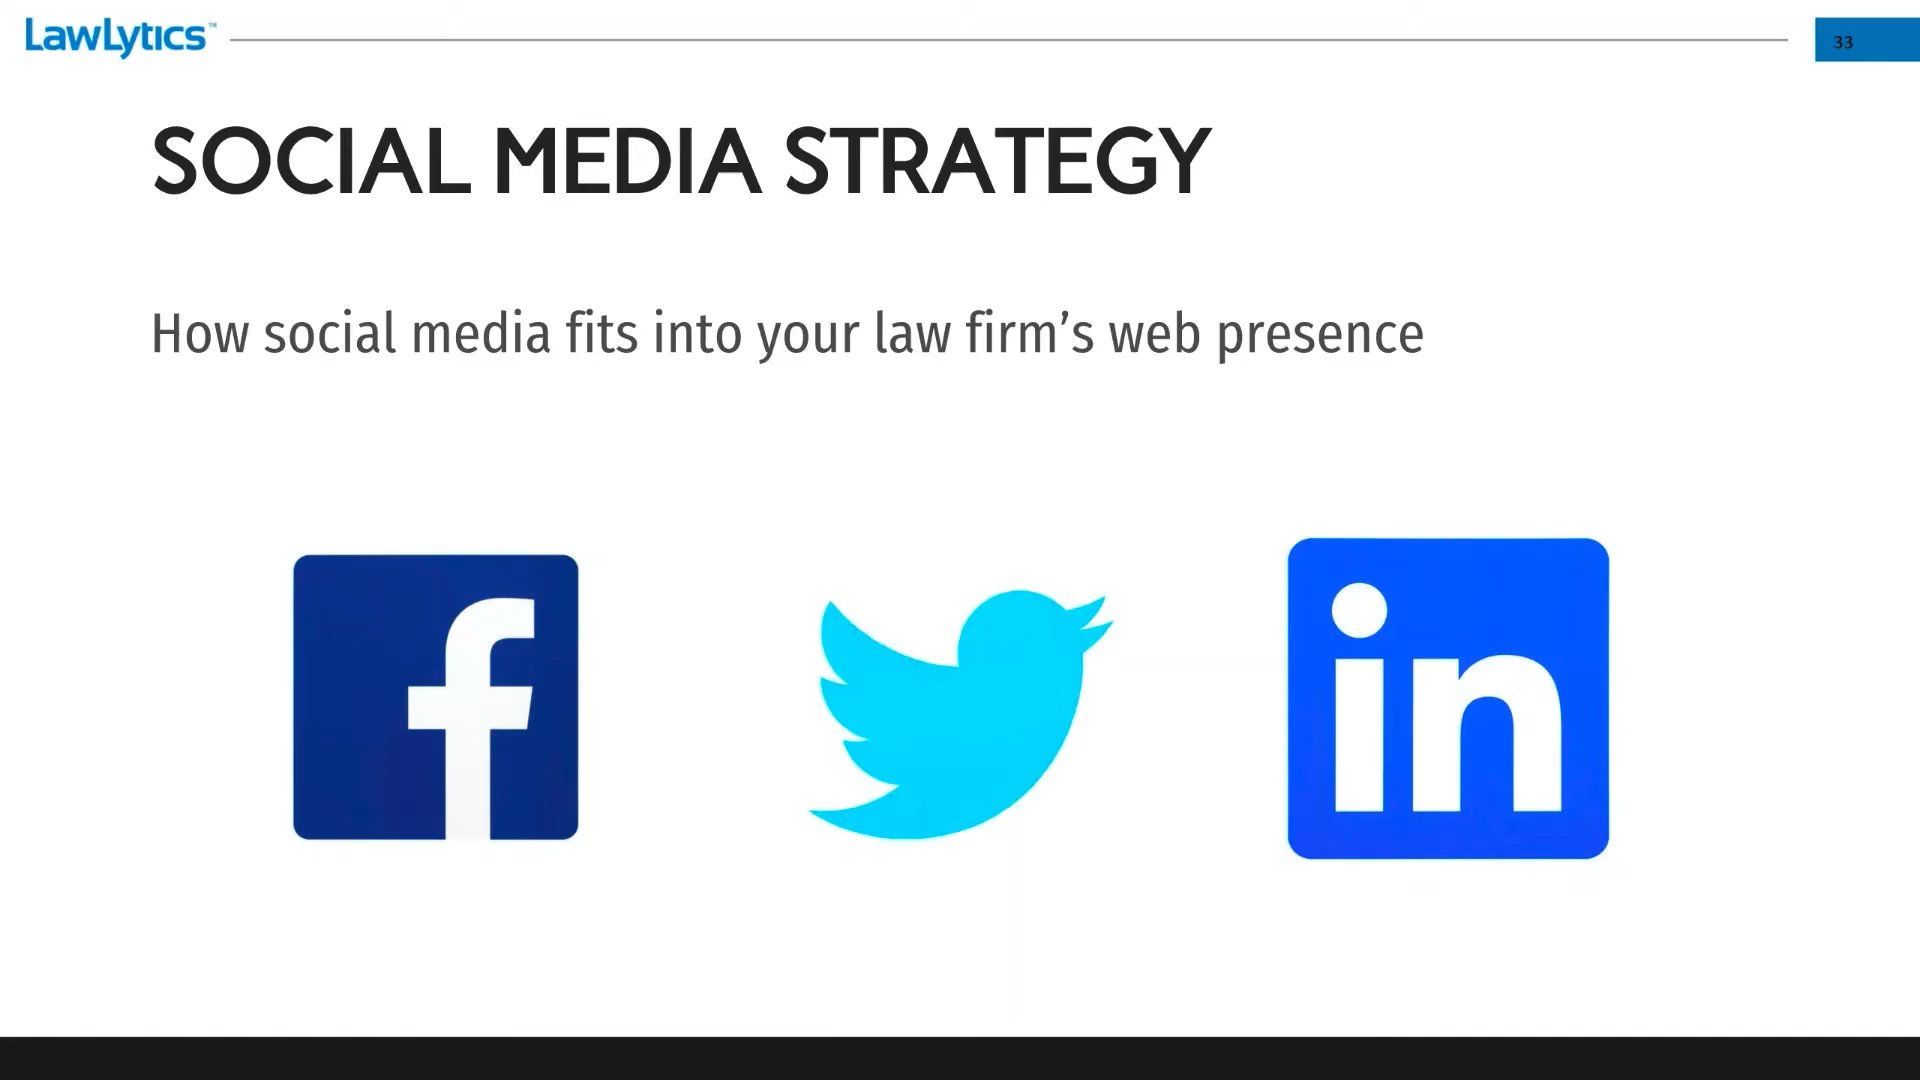 LawLytics™
33
SOCIAL MEDIA STRATEGY
How social media fits into your law firm’s web presence
f
in